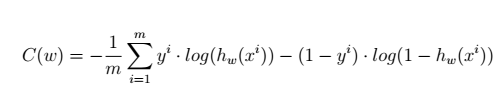 C(w) = -\frac{1}{m} \sum_{i=1}^{m} y^i \cdot log(h_w(x^i)) - (1 - y^i) \cdot log(1 - h_w(x^i))